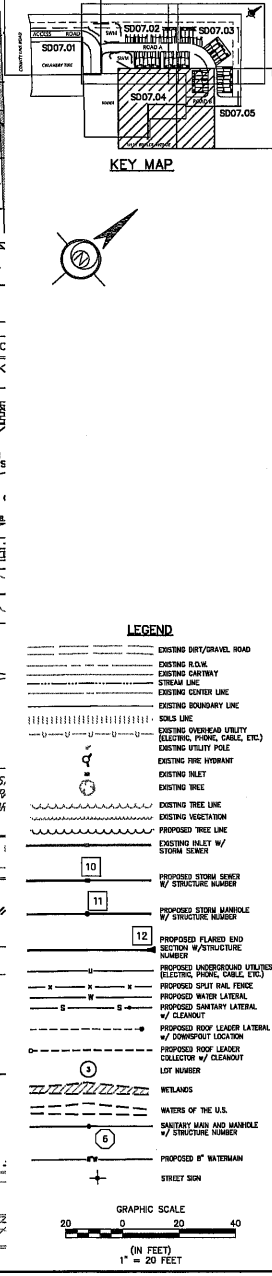 SD07.01
SD07.02
SD07.03
SD07.04
SD07.05
ACCESS ROAD
ROAD A
SWM
SWM
COUNTY LINE ROAD
KEY MAP
LEGEND
EXISTING DIRT/GRAVEL ROAD
EXISTING R.O.W.
EXISTING CARTWAY
STREAM LINE
EXISTING CENTER LINE
EXISTING BOUNDARY LINE
SOILS LINE
EXISTING OVERHEAD UTILITY
(ELECTRIC, PHONE, CABLE, ETC.)
EXISTING UTILITY POLE
EXISTING FIRE HYDRANT
EXISTING INLET
EXISTING TREE
EXISTING TREE LINE
EXISTING VEGETATION
PROPOSED TREE LINE
EXISTING INLET W/
STORM SEWER
10
PROPOSED STORM SEWER
W/ STRUCTURE NUMBER
11
PROPOSED STORM MANHOLE
W/ STRUCTURE NUMBER
12
PROPOSED FLARED END
SECTION W/STRUCTURE
NUMBER
U
PROPOSED UNDERGROUND UTILITIES
(ELECTRIC, PHONE, CABLE, ETC.)
PROPOSED SPLIT RAIL FENCE
W
PROPOSED WATER LATERAL
S S
PROPOSED SANITARY LATERAL
w/ CLEANOUT
PROPOSED ROOF LEADER LATERAL
w/ DOWNSPOUT LOCATION
PROPOSED ROOF LEADER
COLLECTOR w/ CLEANOUT
3
LOT NUMBER
WETLANDS
WATERS OF THE U.S.
SANITARY MAIN AND MANHOLE
w/ STRUCTURE NUMBER
PROPOSED 8" WATERMAIN
STREET SIGN
GRAPHIC SCALE
20 0 20 40
(IN FEET)
1" = 20 FEET